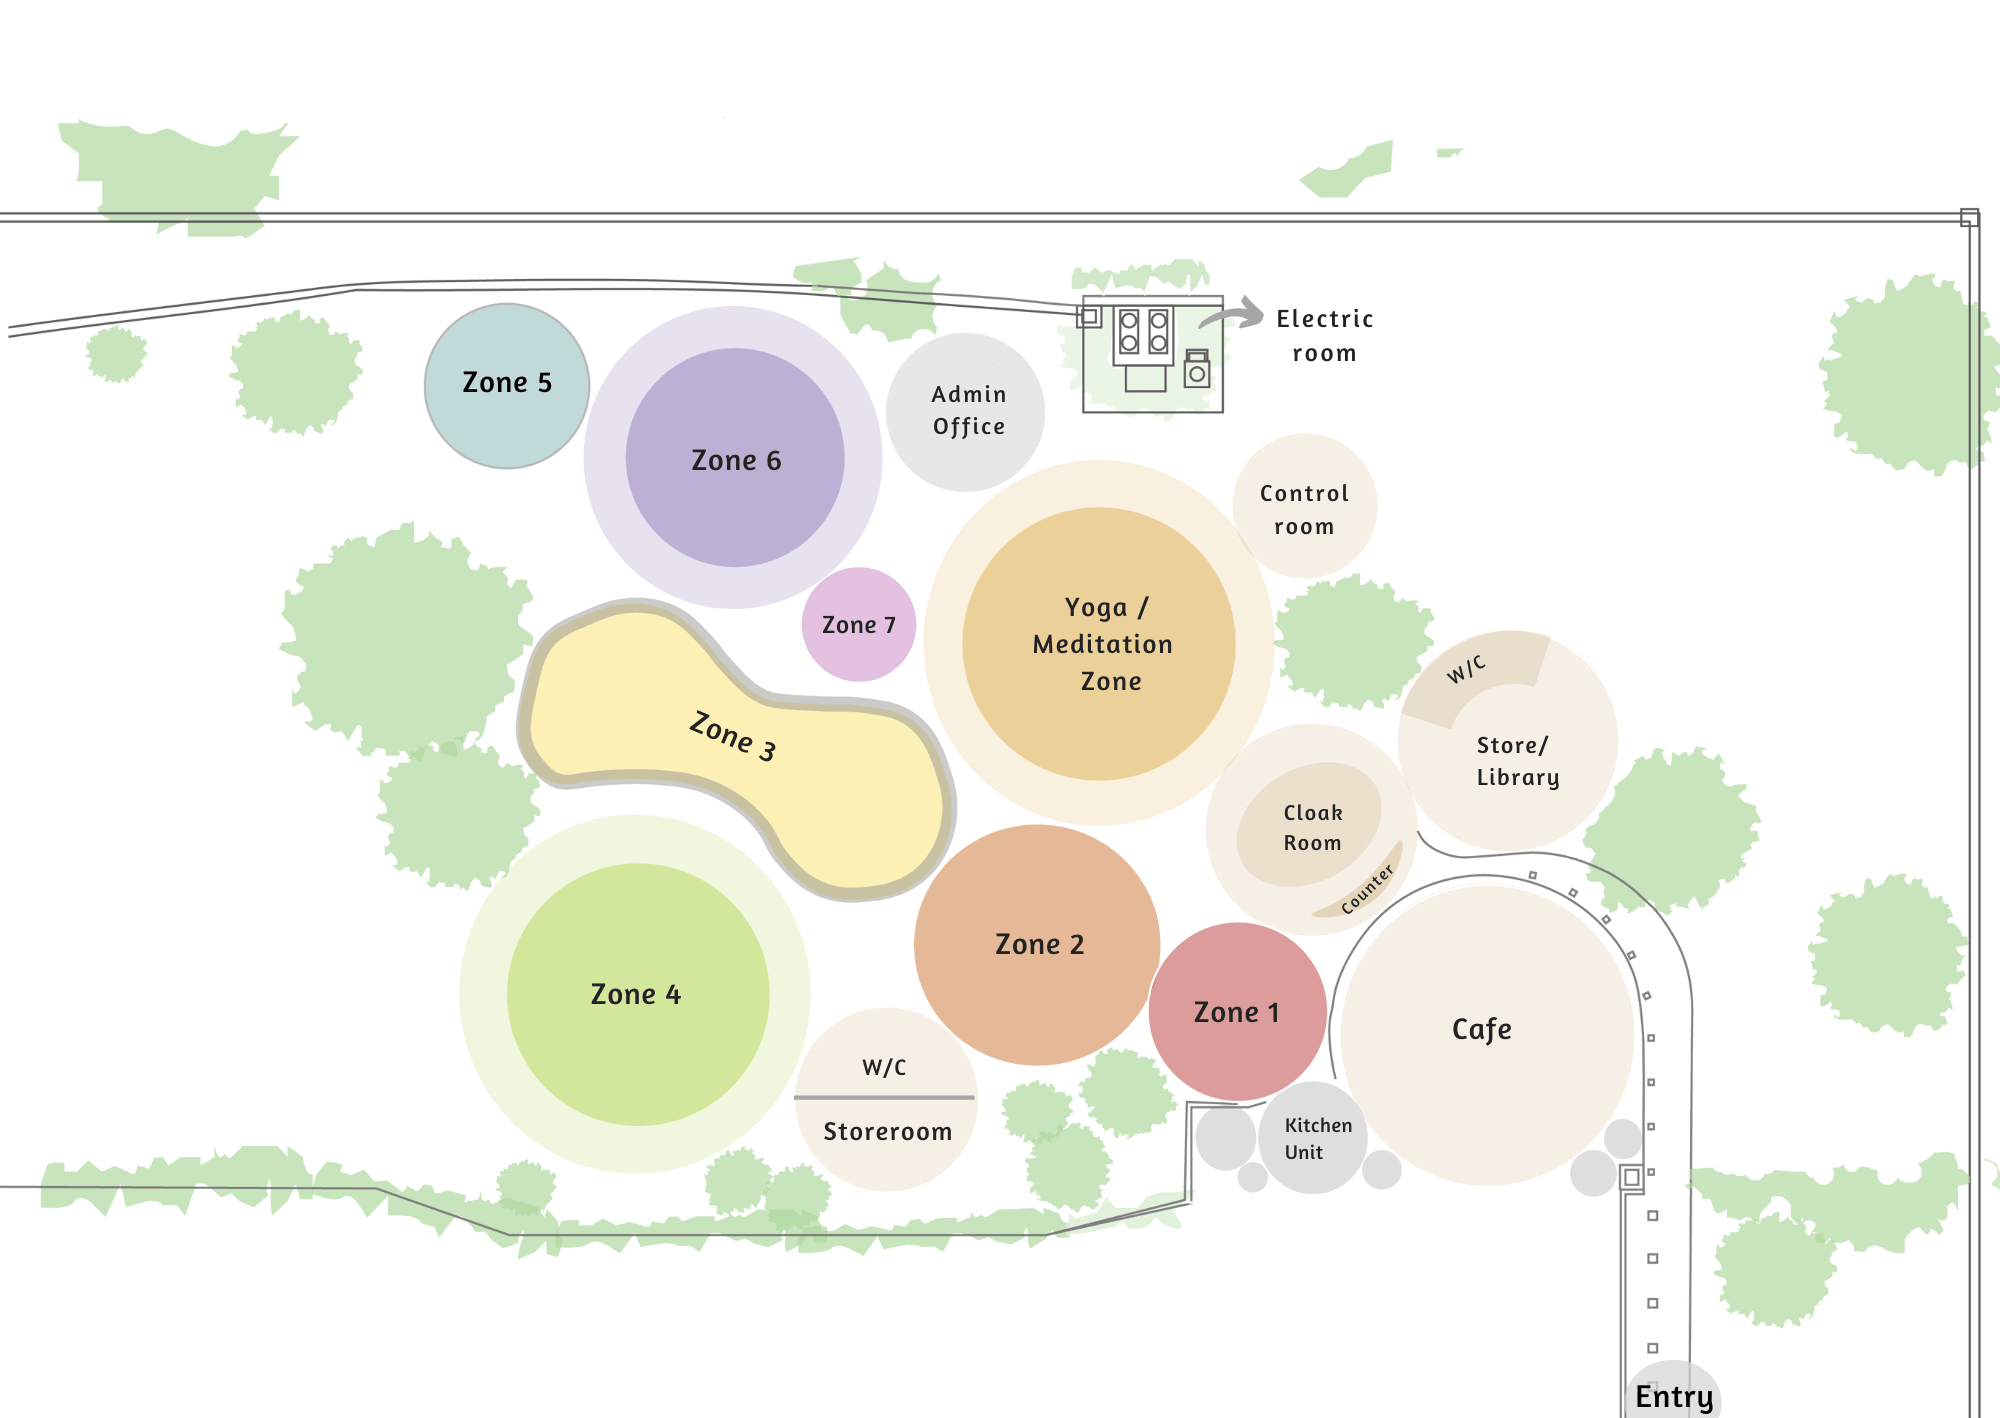 Electric
room
Zone 5
Admin
Office
Zone 6
Control
room
Yoga /
Meditation
Zone
Zone 7
W/C
Zone 3
Store/
Library
Cloak
Room
Counter
Zone 2
Zone 4
Zone 1
Cafe
W/C
Storeroom
Kitchen
Unit
Entry